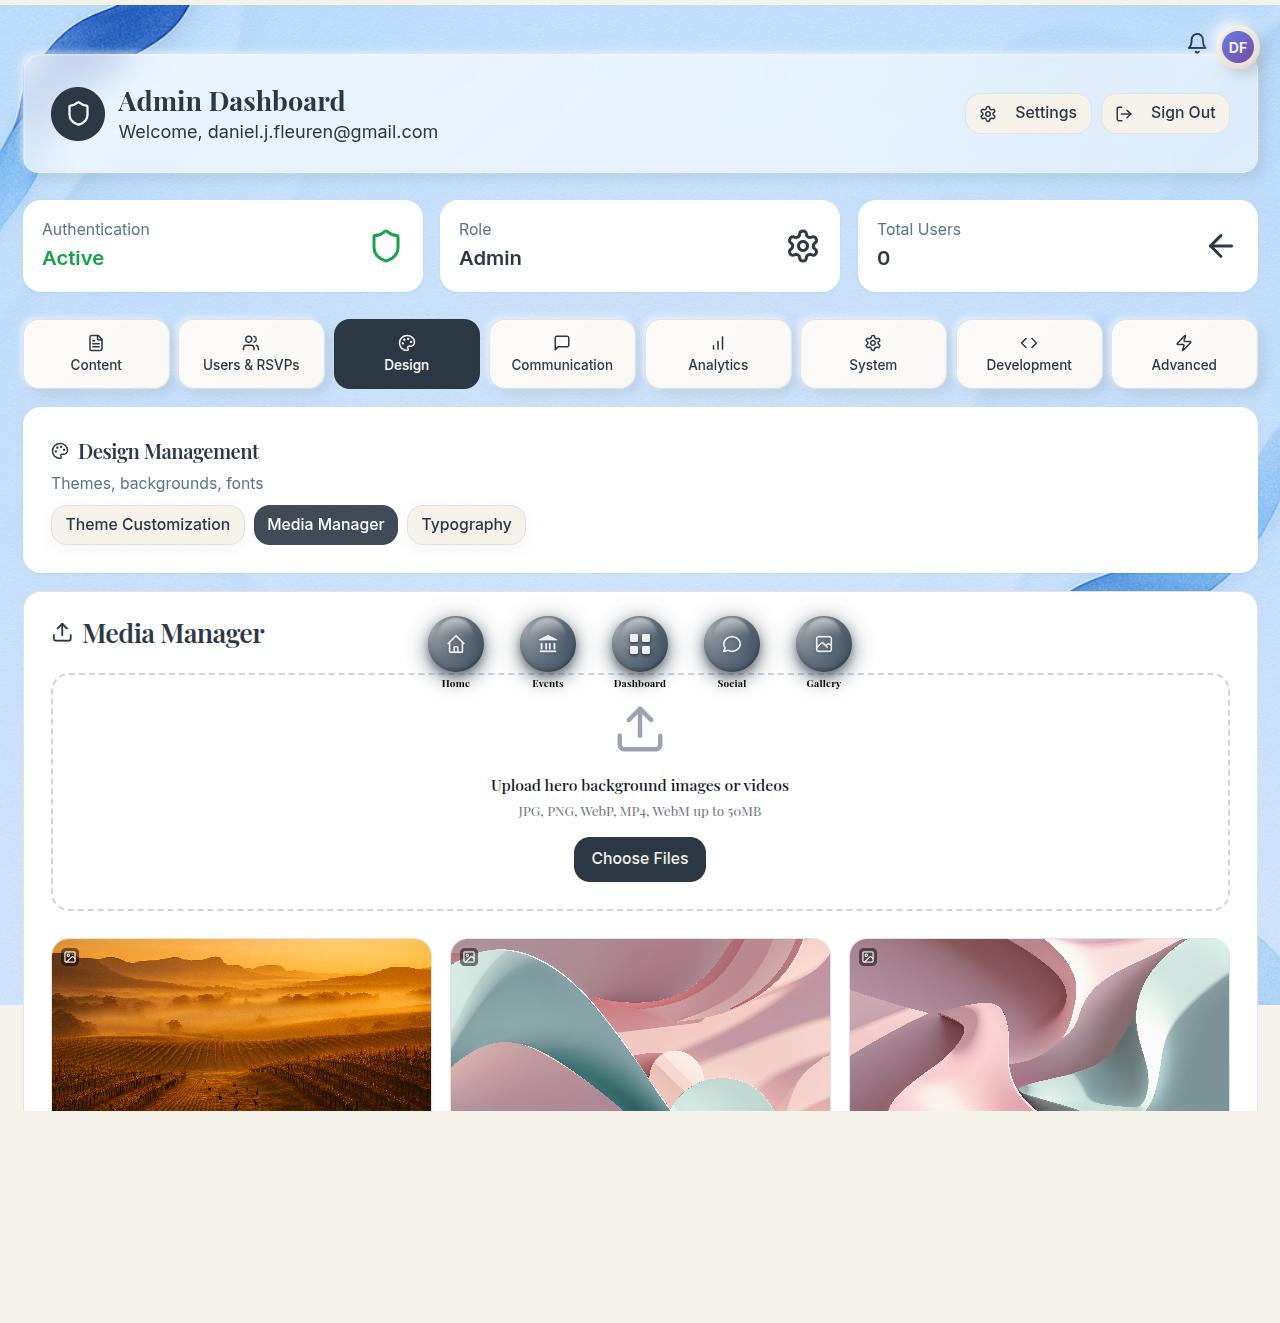 DF
Admin Dashboard
Welcome, daniel.j.fleuren@gmail.com
Settings
Sign Out
Authentication
Active
Role
Admin
Total Users
0
Content
Users & RSVPs
Design
Communication
Analytics
System
Development
Advanced
Design Management
Themes, backgrounds, fonts
Theme Customization
Media Manager
Typography
Media Manager
Home
Events
Dashboard
Social
Gallery
Upload hero background images or videos
JPG, PNG, WebP, MP4, WebM up to 50MB
Choose Files